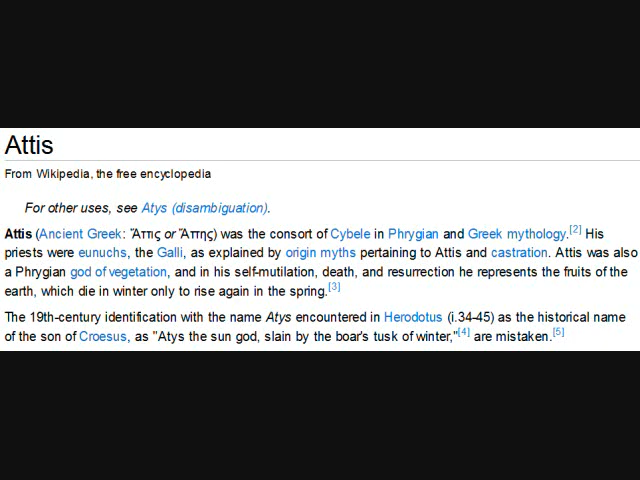 Attis
From Wikipedia, the free encyclopedia
For other uses, see Atys (disambiguation).
Attis (Ancient Greek: Ἄττις or Ἄττης) was the consort of Cybele in Phrygian and Greek mythology.[2] His
priests were eunuchs, the Galli, as explained by origin myths pertaining to Attis and castration. Attis was also
a Phrygian god of vegetation, and in his self-mutilation, death, and resurrection he represents the fruits of the
earth, which die in winter only to rise again in the spring.[3]
The 19th-century identification with the name Atys encountered in Herodotus (i.34-45) as the historical name
of the son of Croesus, as "Atys the sun god, slain by the boar's tusk of winter,"[4] are mistaken.[5]